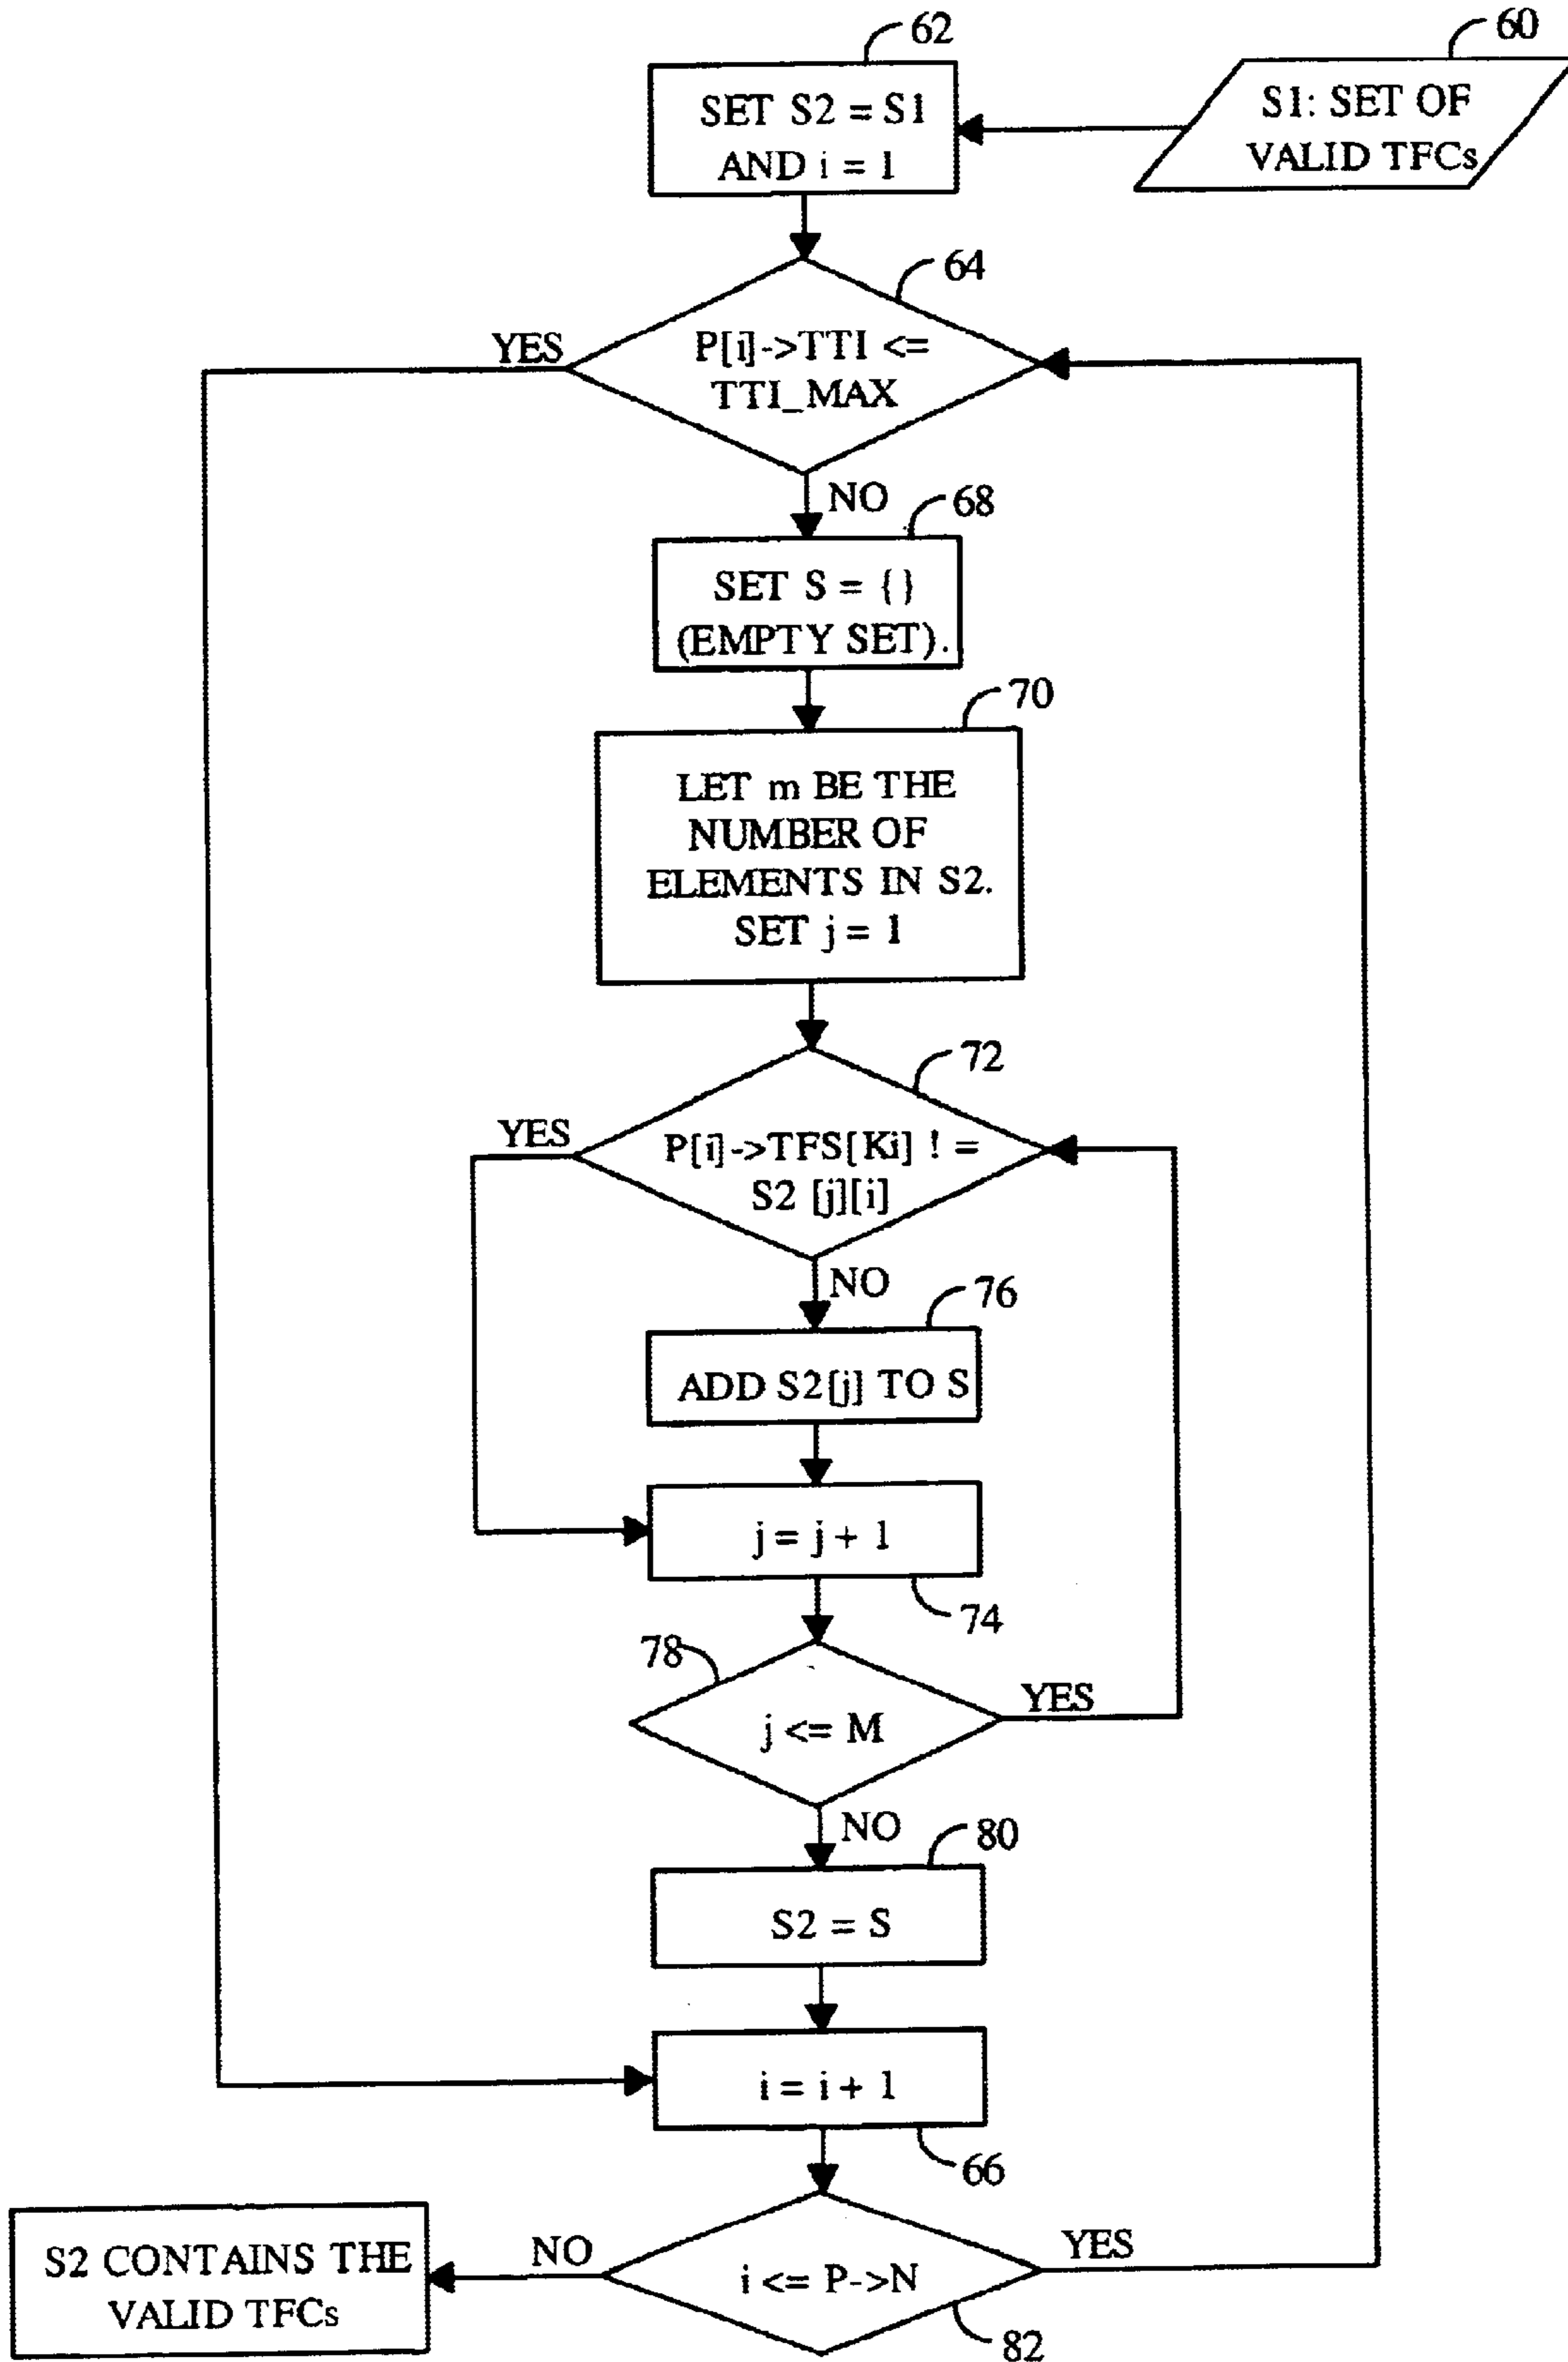 62
60
SET S2 = S1
AND i = 1
S1: SET OF
VALID TFCs
64
YES
P[i]->TTI <=
TTI_MAX
NO
68
SET S = {}
(EMPTY SET).
70
LET m BE THE
NUMBER OF
ELEMENTS IN S2.
SET j = 1
72
YES
P[i]->TFS[Ki] ! =
S2 [j][i]
NO
76
ADD S2[j] TO S
j = j + 1
74
78
j <= M
YES
NO
80
S2 = S
i = i + 1
66
S2 CONTAINS THE
VALID TFCs
NO
i <= P->N
YES
82